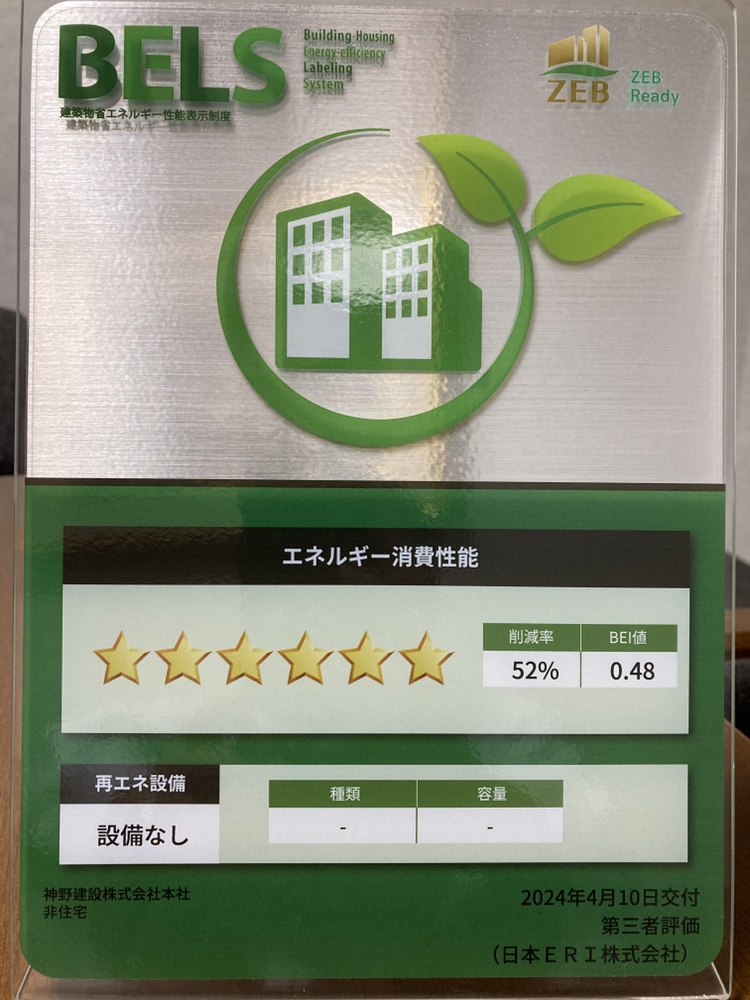 BELS
Building-Housing
Energy-efficiency
Labeling
System
建築物省エネルギー性能表示制度
ZEB
ZEB
Ready
エネルギー消費性能
削減率 BEI値
52% 0.48
再エネ設備
設備なし
種類 容量
- -
神野建設株式会社本社
非住宅
2024年4月10日交付
第三者評価
（日本ＥＲＩ株式会社）